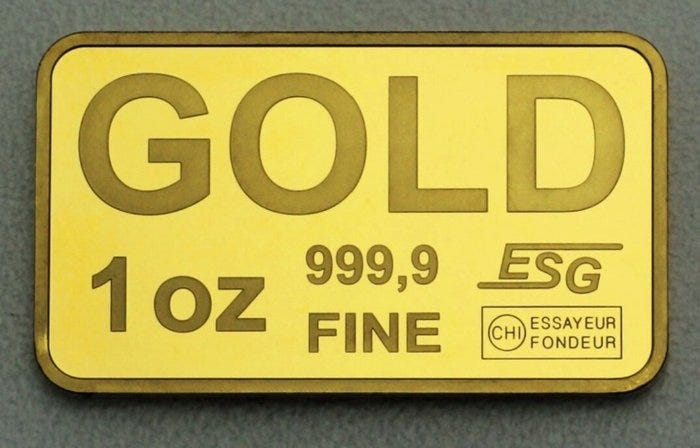 GOLD
1 oz
999,9
FINE
ESG
CHI
ESSAYEUR
FONDEUR